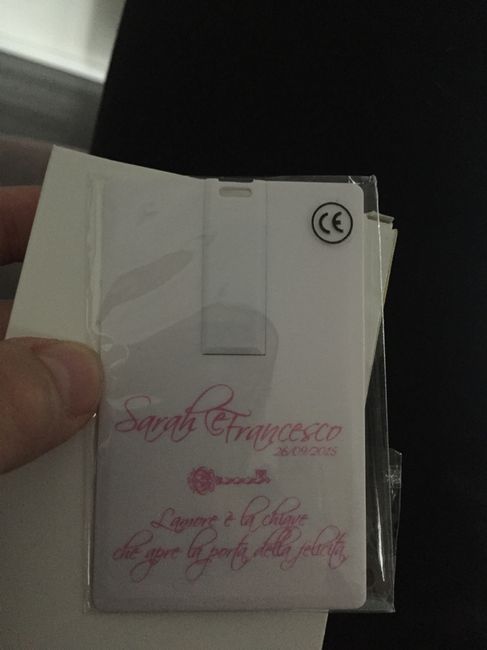 CE
Sarah e Francesco
26/09/2015
L'amore è la chiave
che apre la porta della felicità